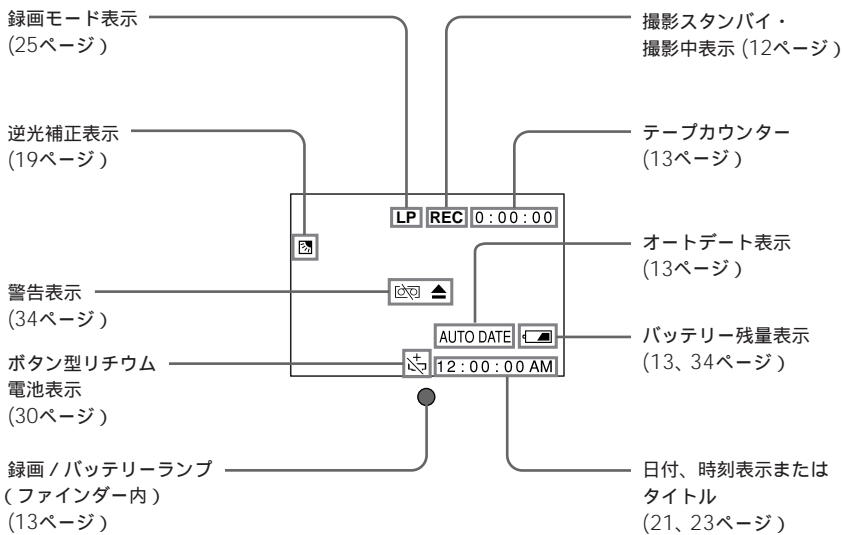 録画モード表示
(25ページ)
逆光補正表示
(19ページ)
警告表示
(34ページ)
ボタン型リチウム
電池表示
(30ページ)
録画/バッテリーランプ
(ファインダー内)
(13ページ)
LP REC 0:00:00
AUTO DATE
12:00:00 AM
撮影スタンバイ・
撮影中表示 (12ページ)
テープカウンター
(13ページ)
オートデート表示
(13ページ)
バッテリー残量表示
(13、34ページ)
日付、時刻表示または
タイトル
(21、23ページ)